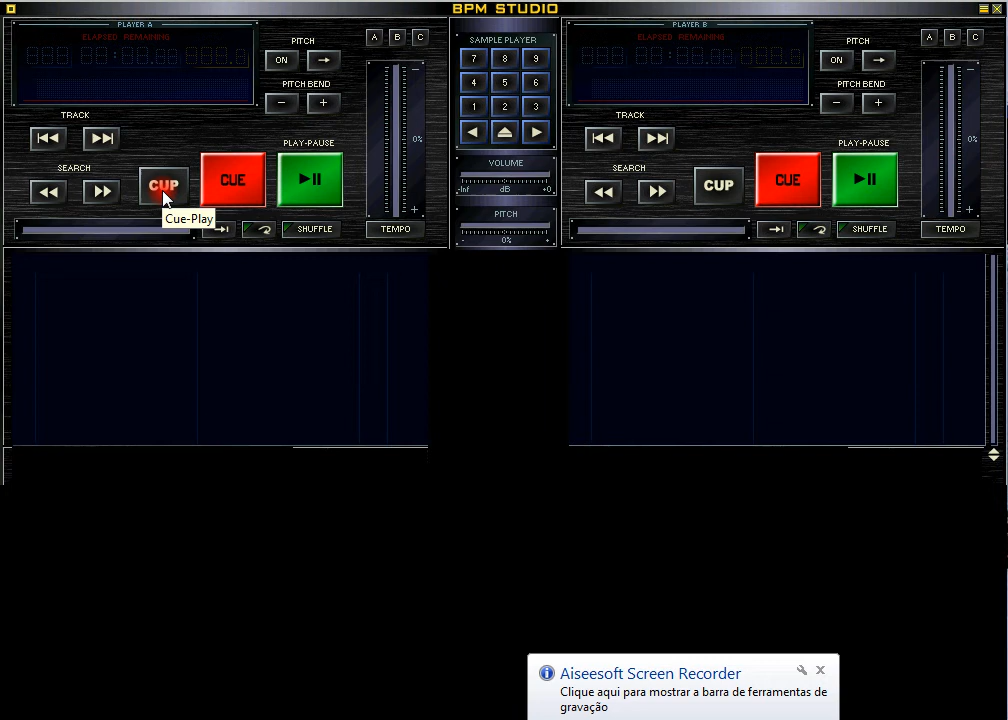 BPM STUDIO
PLAYER A
ELAPSED REMAINING
PITCH
ON
PITCH BEND
− +
A B C
0%
+
TRACK
SEARCH
CUP
CUE
PLAY-PAUSE
Cue-Play
SHUFFLE
TEMPO
SAMPLE PLAYER
7 8 9
4 5 6
1 2 3
VOLUME
-Inf dB +0
PITCH
- 0% +
PLAYER B
ELAPSED REMAINING
PITCH
ON
PITCH BEND
− +
A B C
0%
+
TRACK
SEARCH
CUP
CUE
PLAY-PAUSE
SHUFFLE
TEMPO
Aiseesoft Screen Recorder
Clique aqui para mostrar a barra de ferramentas de
gravação